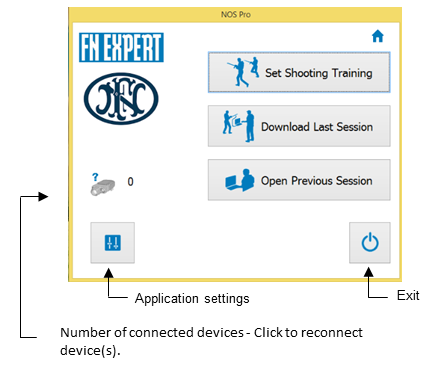 NOS Pro
FN EXPERT
FN
Set Shooting Training
Download Last Session
Open Previous Session
?
0
Application settings
Exit
Number of connected devices - Click to reconnect
device(s).